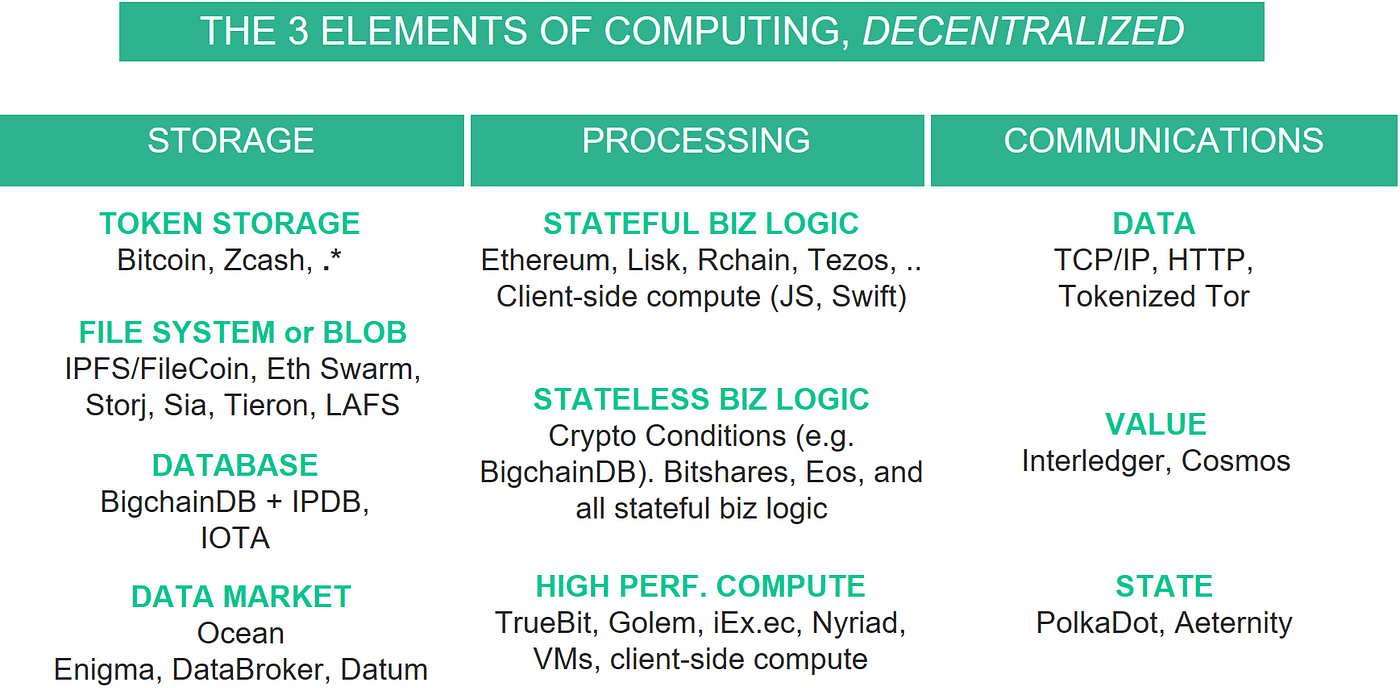 THE 3 ELEMENTS OF COMPUTING, DECENTRALIZED
STORAGE
TOKEN STORAGE
Bitcoin, Zcash, .*
FILE SYSTEM or BLOB
IPFS/FileCoin, Eth Swarm,
Storj, Sia, Tieron, LAFS
DATABASE
BigchainDB + IPDB,
IOTA
DATA MARKET
Ocean
Enigma, DataBroker, Datum
PROCESSING
STATEFUL BIZ LOGIC
Ethereum, Lisk, Rchain, Tezos, ..
Client-side compute (JS, Swift)
STATELESS BIZ LOGIC
Crypto Conditions (e.g.
BigchainDB). Bitshares, Eos, and
all stateful biz logic
HIGH PERF. COMPUTE
TrueBit, Golem, iEx.ec, Nyriad,
VMs, client-side compute
COMMUNICATIONS
DATA
TCP/IP, HTTP,
Tokenized Tor
VALUE
Interledger, Cosmos
STATE
PolkaDot, Aeternity